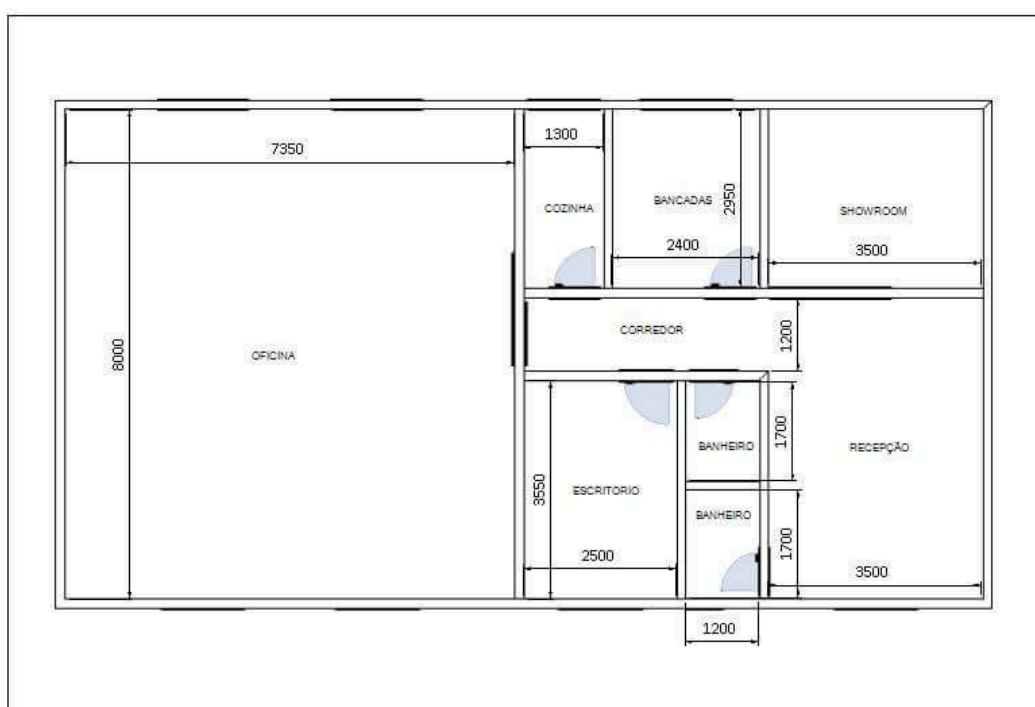 1300
7350
COZINHA
BANCADAS
2950
SHOWROOM
2400
3500
8000
OFICINA
CORREDOR
1200
3550
ESCRITORIO
BANHEIRO
1700
RECEPÇÃO
BANHEIRO
1700
2500
3500
1200